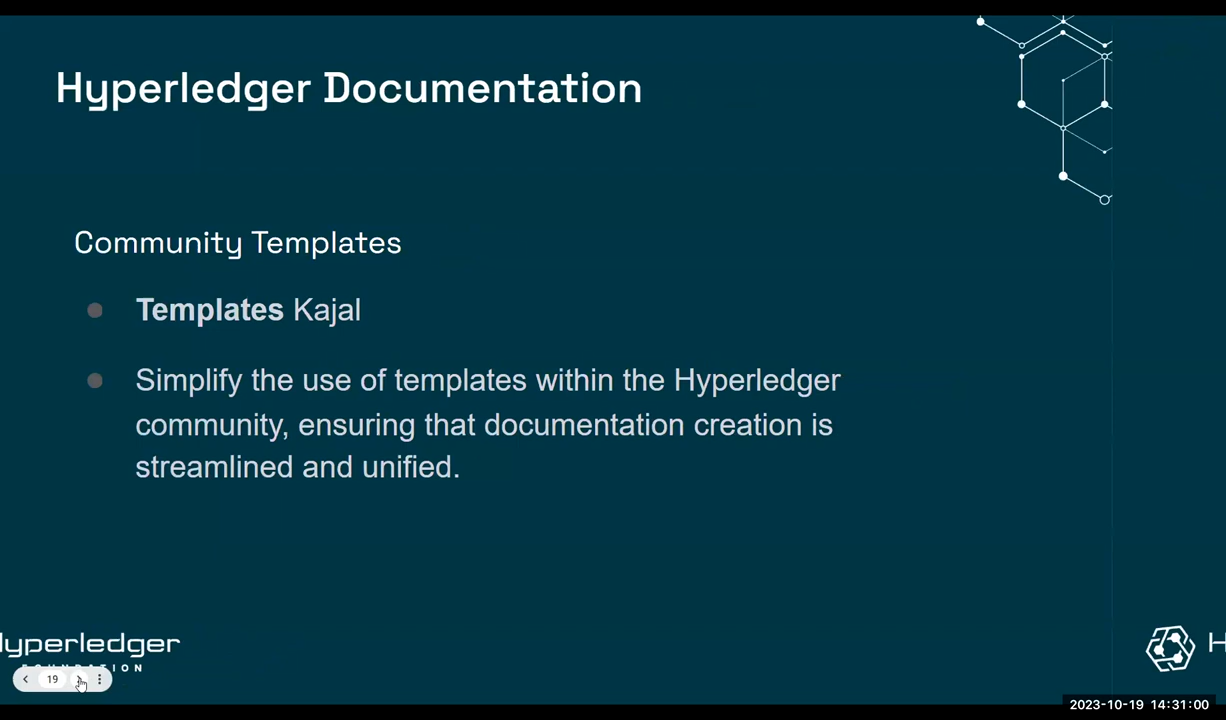 Hyperledger Documentation
Community Templates
Templates Kajal
Simplify the use of templates within the Hyperledger
community, ensuring that documentation creation is
streamlined and unified.
yperledger
FOUNDATION
H
19
2023-10-19 14:31:00